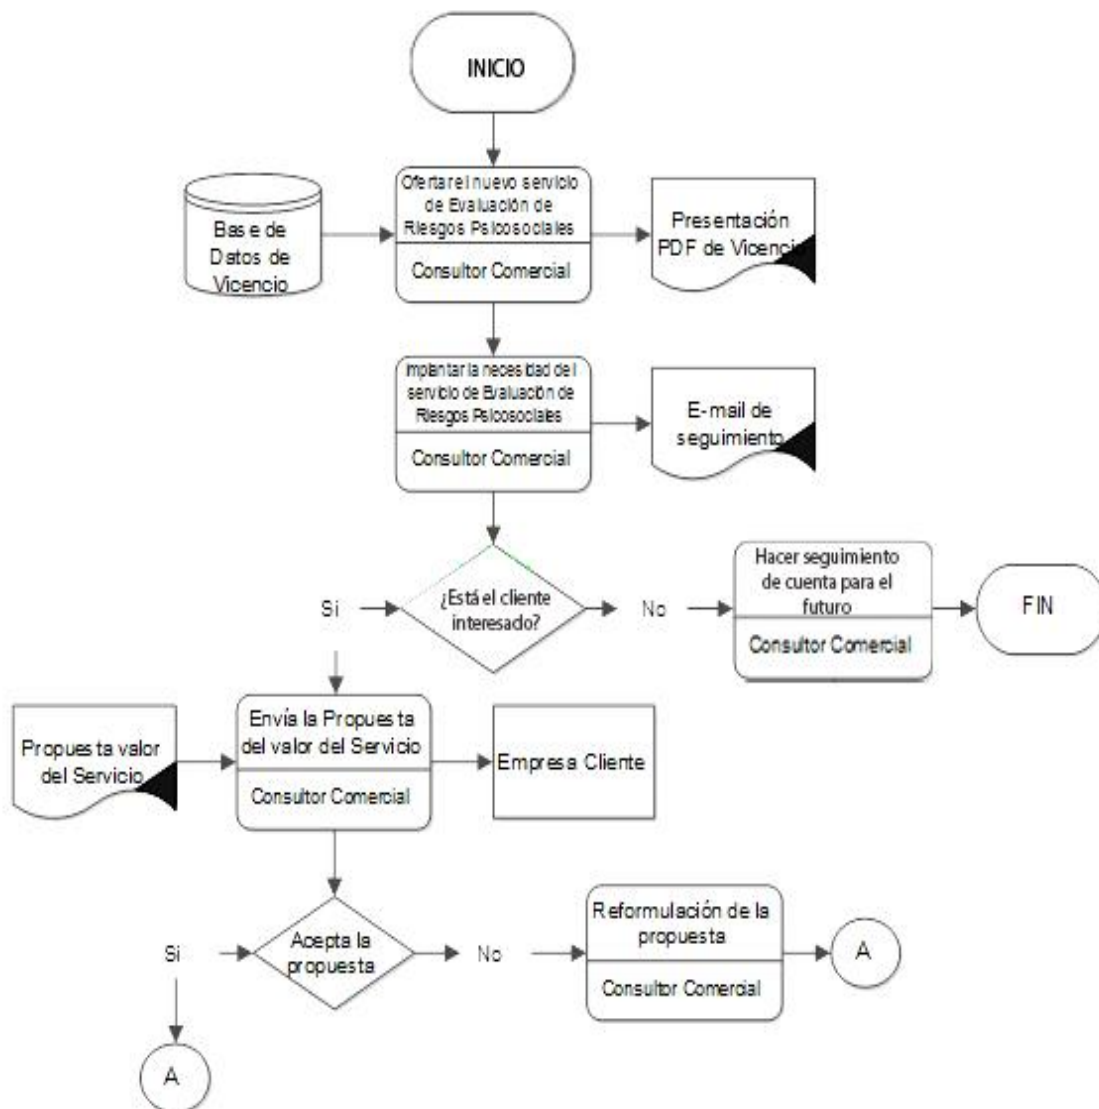 INICIO
Base de
Datos de
Vicencio
Ofertar el nuevo servicio
de Evaluación de
Riesgos Psicosociales
Consultor Comercial
Presentación
PDF de Vicencio
Implantar la necesidad del
servicio de Evaluación de
Riesgos Psicosociales
Consultor Comercial
E-mail de
seguimiento
¿Está el cliente
interesado?
Si
No
Hacer seguimiento
de cuenta para el
futuro
Consultor Comercial
FIN
Propuesta valor
del Servicio
Envía la Propuesta
del valor del Servicio
Consultor Comercial
Empresa Cliente
Acepta la
propuesta
Si
No
Reformulación de la
propuesta
Consultor Comercial
A
A